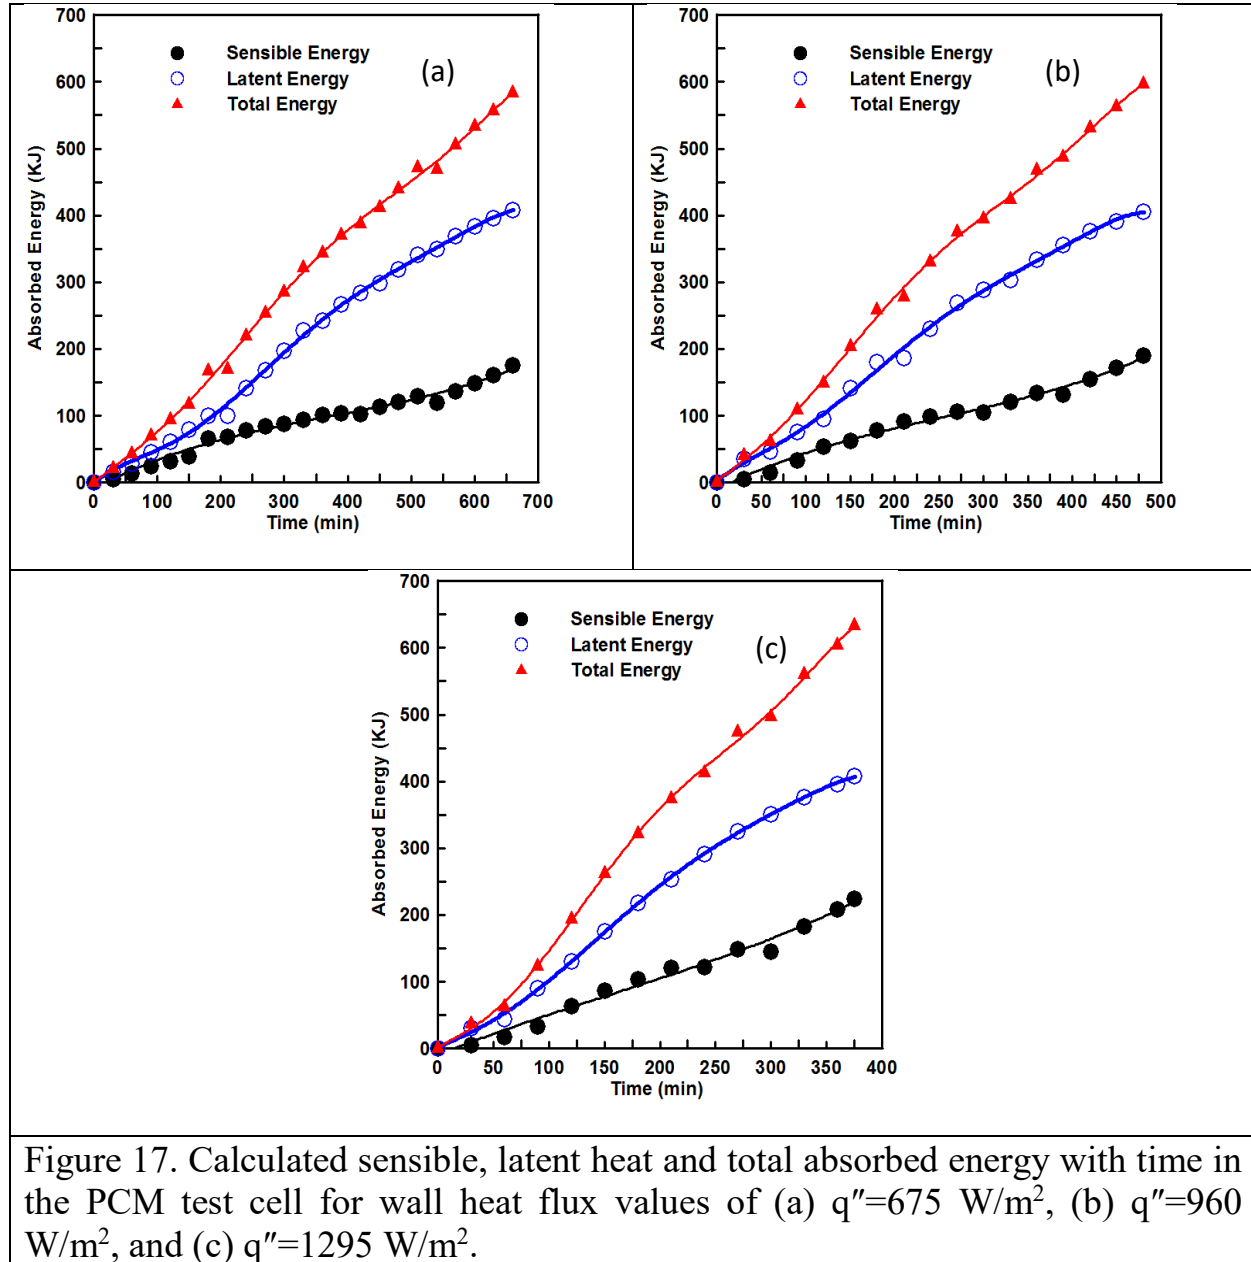 700
600
500
400
300
200
100
0
Absorbed Energy (KJ)
Sensible Energy
Latent Energy
Total Energy
(a)
0 100 200 300 400 500 600 700
Time (min)
700
600
500
400
300
200
100
0
Absorbed Energy (KJ)
Sensible Energy
Latent Energy
Total Energy
(b)
0 50 100 150 200 250 300 350 400 450 500
Time (min)
700
600
500
400
300
200
100
0
Absorbed Energy (KJ)
Sensible Energy
Latent Energy
Total Energy
(c)
0 50 100 150 200 250 300 350 400
Time (min)
Figure 17. Calculated sensible, latent heat and total absorbed energy with time in
the PCM test cell for wall heat flux values of (a) q″=675 W/m², (b) q″=960
W/m², and (c) q″=1295 W/m².